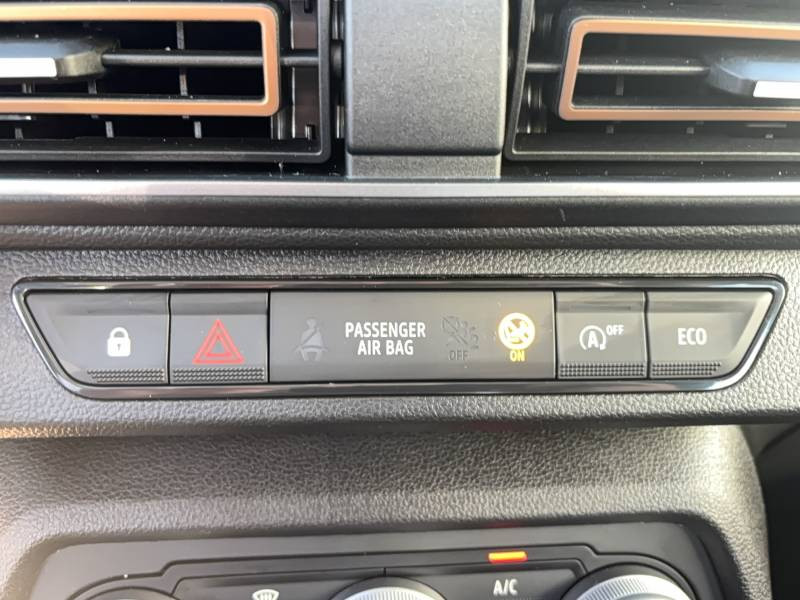 PASSENGER
AIR BAG
OFF
ON
A OFF
ECO
A/C